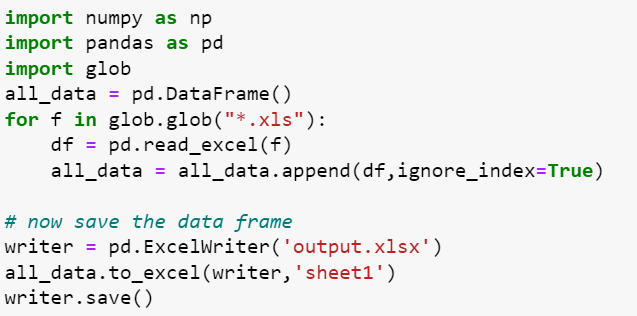 import numpy as np
import pandas as pd
import glob
all_data = pd.DataFrame()
for f in glob.glob("*.xls"):
    df = pd.read_excel(f)
    all_data = all_data.append(df,ignore_index=True)

# now save the data frame
writer = pd.ExcelWriter('output.xlsx')
all_data.to_excel(writer,'sheet1')
writer.save()